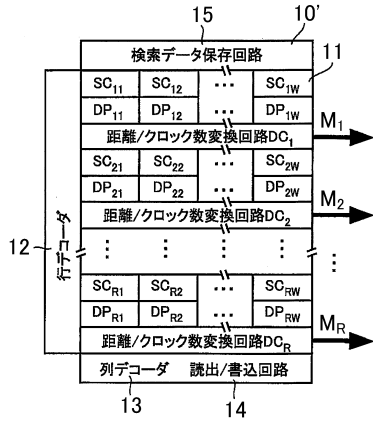 15
10'
検索データ保存回路
11
SC11 SC12 … SC1W
DP11 DP12 … DP1W
距離/クロック数変換回路DC1
M1
SC21 SC22 … SC2W
DP21 DP22 … DP2W
距離/クロック数変換回路DC2
M2
12
行デコーダ
⋮ ⋮ ⋱ ⋮ ⋮
SCR1 SCR2 … SCRW
DPR1 DPR2 … DPRW
距離/クロック数変換回路DCR
MR
列デコーダ 読出/書込回路
13
14